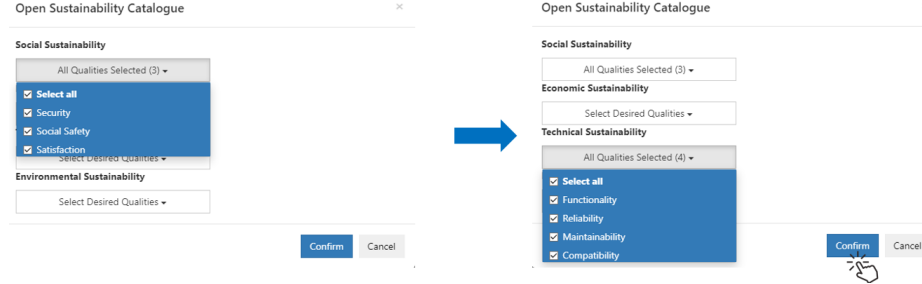 Open Sustainability Catalogue
×
Social Sustainability
All Qualities Selected (3)
Select all
Security
Social Safety
Satisfaction
Select Desired Qualities
Environmental Sustainability
Select Desired Qualities
Confirm Cancel
Open Sustainability Catalogue
Social Sustainability
All Qualities Selected (3)
Economic Sustainability
Select Desired Qualities
Technical Sustainability
All Qualities Selected (4)
Select all
Functionality
Reliability
Maintainability
Compatibility
Confirm Cancel